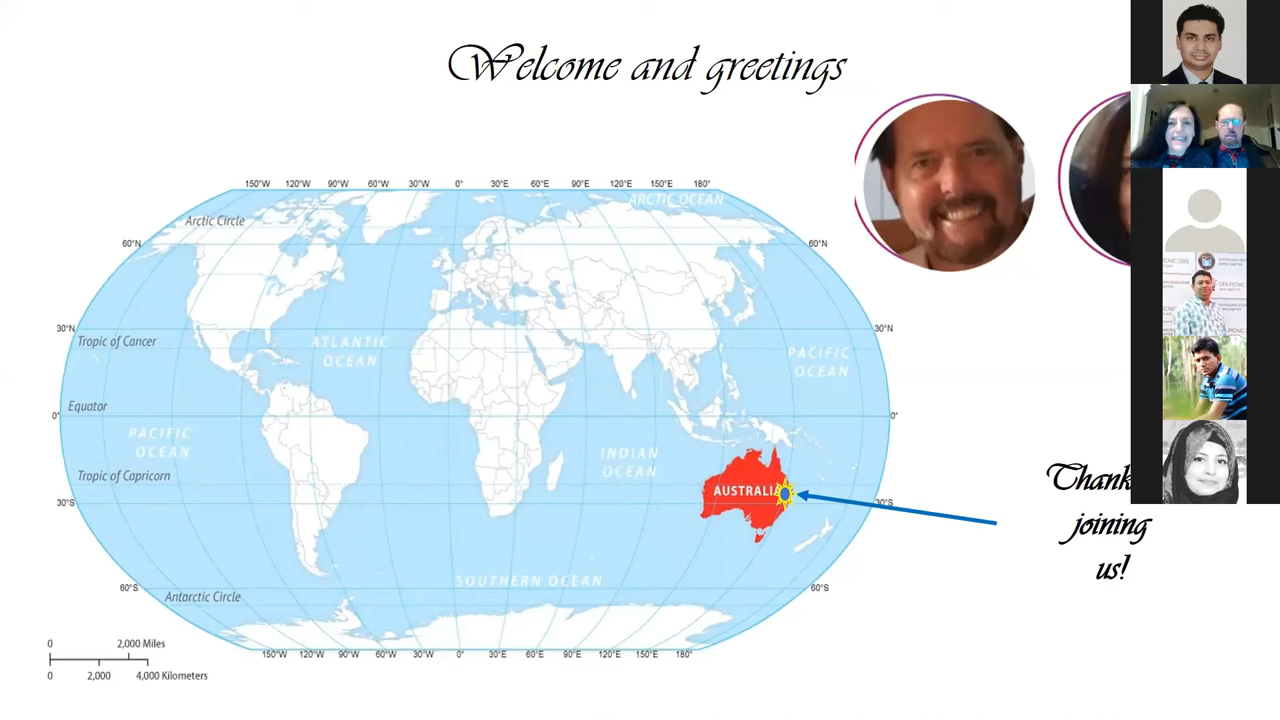 Welcome and greetings
150°W 120°W 90°W 60°W 30°W 0° 30°E 60°E 90°E 120°E 150°E 180°
ARCTIC OCEAN
Arctic Circle
60°N 60°N
30°N 30°N
Tropic of Cancer
ATLANTIC
OCEAN
PACIFIC
OCEAN
Equator
0° 0°
PACIFIC
OCEAN
INDIAN
OCEAN
Tropic of Capricorn
AUSTRALI
30°S 30°S
SOUTHERN OCEAN
60°S 60°S
Antarctic Circle
150°W 120°W 90°W 60°W 30°W 0° 30°E 60°E 90°E 120°E 150°E 180°
0 2,000 Miles
0 2,000 4,000 Kilometers
Thank
joining
us!
PICNIC